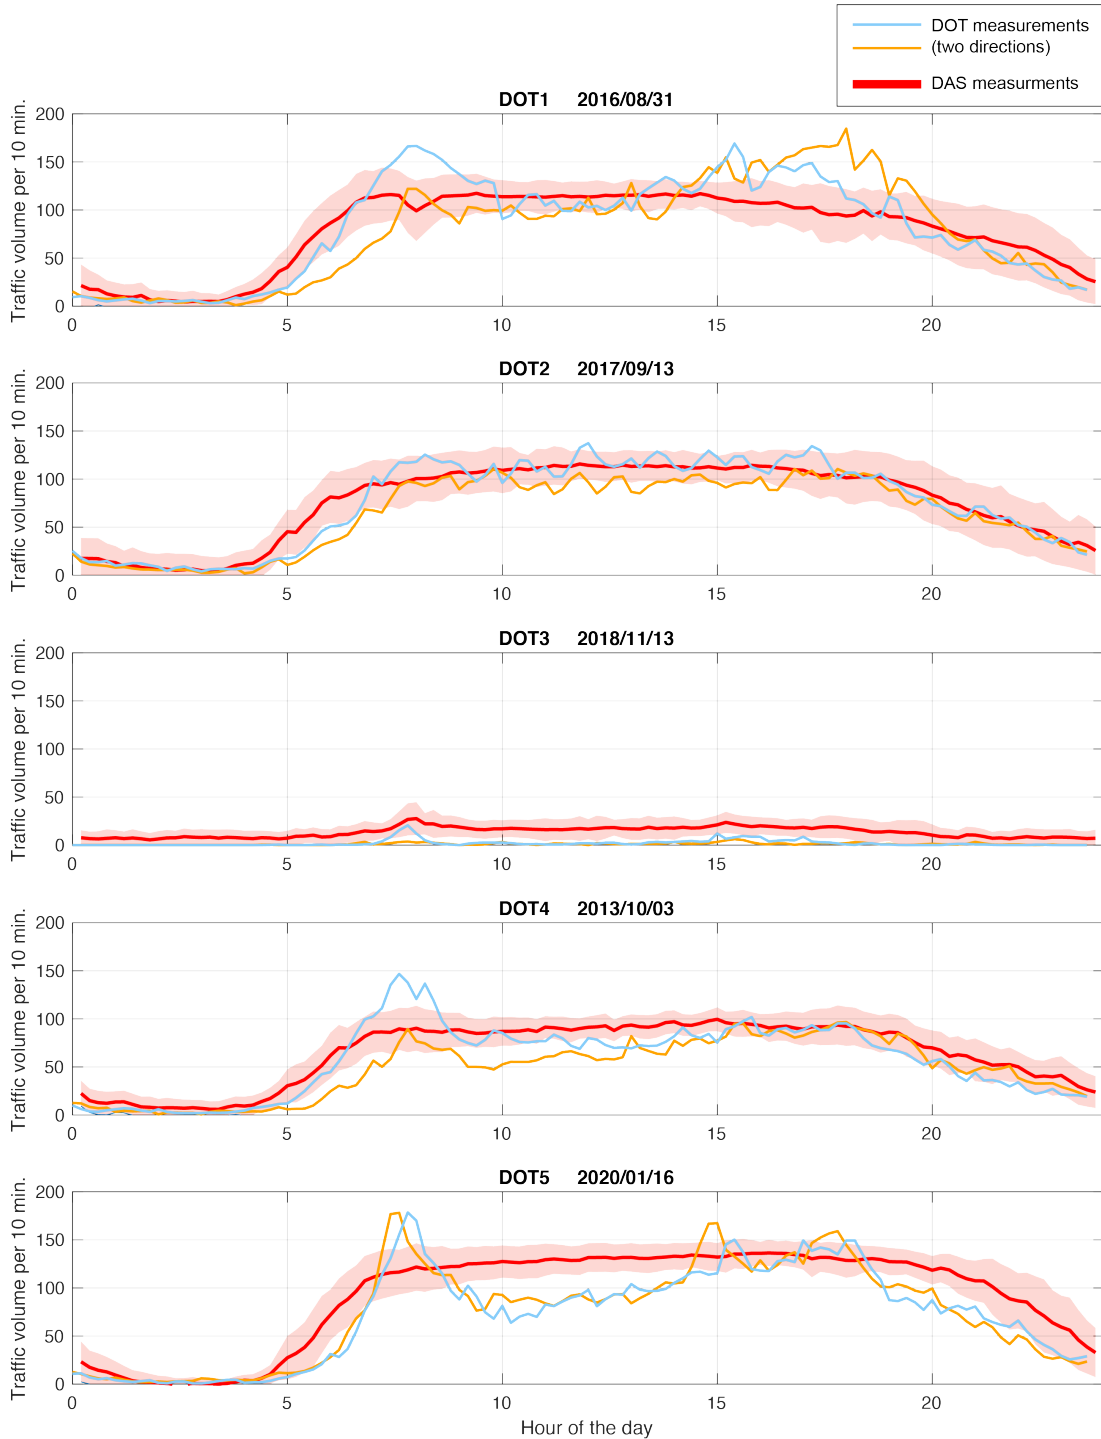 DOT measurements
(two directions)
DAS measurments
DOT1 2016/08/31
Traffic volume per 10 min.
200
150
100
50
0
0 5 10 15 20
DOT2 2017/09/13
Traffic volume per 10 min.
200
150
100
50
0
0 5 10 15 20
DOT3 2018/11/13
Traffic volume per 10 min.
200
150
100
50
0
0 5 10 15 20
DOT4 2013/10/03
Traffic volume per 10 min.
200
150
100
50
0
0 5 10 15 20
DOT5 2020/01/16
Traffic volume per 10 min.
200
150
100
50
0
0 5 10 15 20
Hour of the day